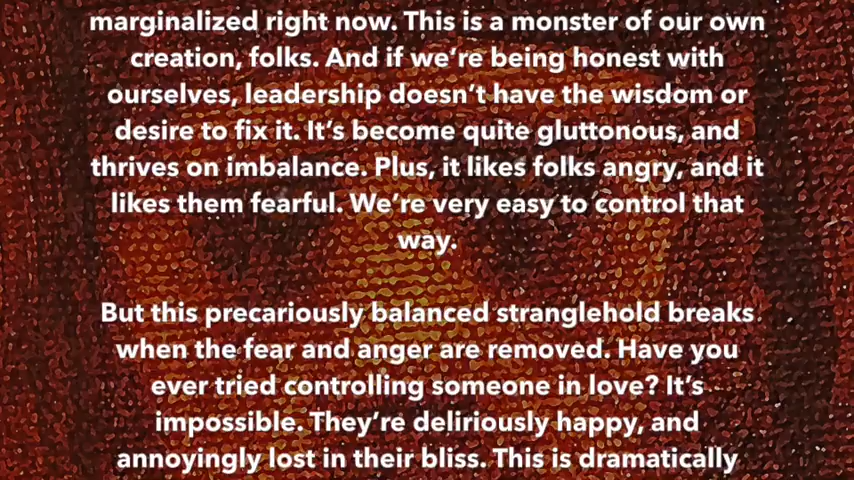 marginalized right now. This is a monster of our own
creation, folks. And if we’re being honest with
ourselves, leadership doesn’t have the wisdom or
desire to fix it. It’s become quite gluttonous, and
thrives on imbalance. Plus, it likes folks angry, and it
likes them fearful. We’re very easy to control that
way.
But this precariously balanced stranglehold breaks
when the fear and anger are removed. Have you
ever tried controlling someone in love? It’s
impossible. They’re deliriously happy, and
annoyingly lost in their bliss. This is dramatically